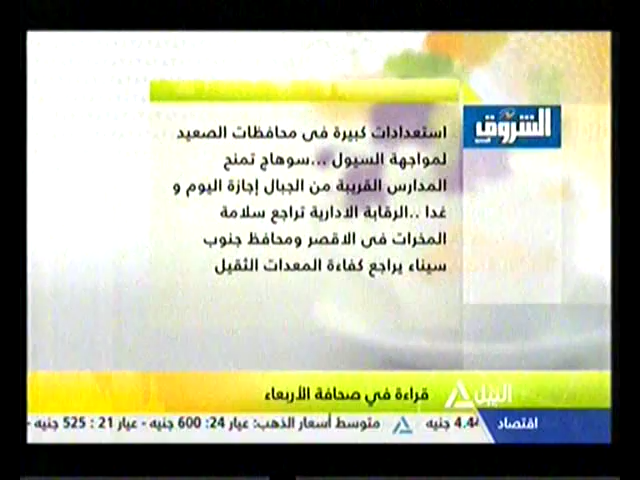 الشروق
استعدادات كبيرة فى محافظات الصعيد
لمواجهة السيول ...سوهاج تمنح
المدارس القريبة من الجبال إجازة اليوم و
غدا ..الرقابة الادارية تراجع سلامة
المخرات فى الاقصر ومحافظ جنوب
سيناء يراجع كفاءة المعدات الثقيل
النيل
قراءة في صحافة الأربعاء
اقتصاد
4.44 جنيه متوسط أسعار الذهب: عيار 24: 600 جنيه - عيار 21 : 525 جنيه -